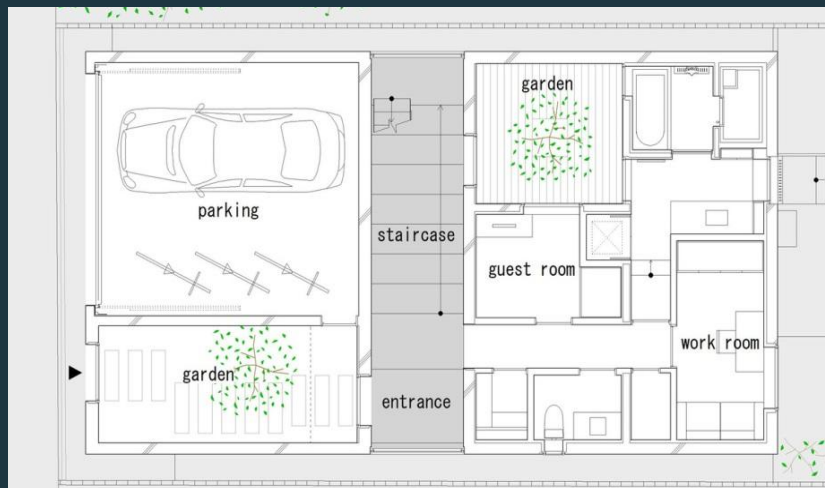 garden
parking
staircase
guest room
work room
garden
entrance